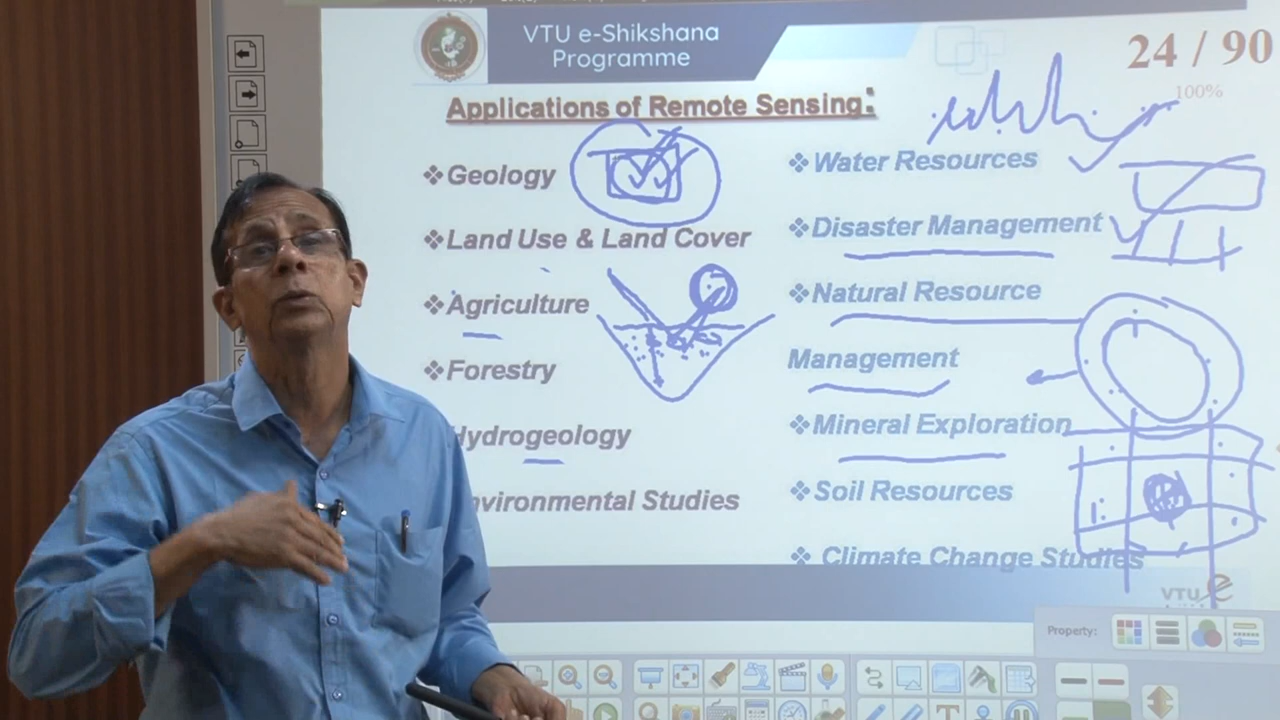 VTU e-Shikshana
Programme
24 / 90
100%
Applications of Remote Sensing:
❖Geology
❖Land Use & Land Cover
❖Agriculture
❖Forestry
Hydrogeology
nvironmental Studies
❖Water Resources
❖Disaster Management
❖Natural Resource
Management
❖Mineral Exploration
❖Soil Resources
❖ Climate Change Studies
VTU e
Property: